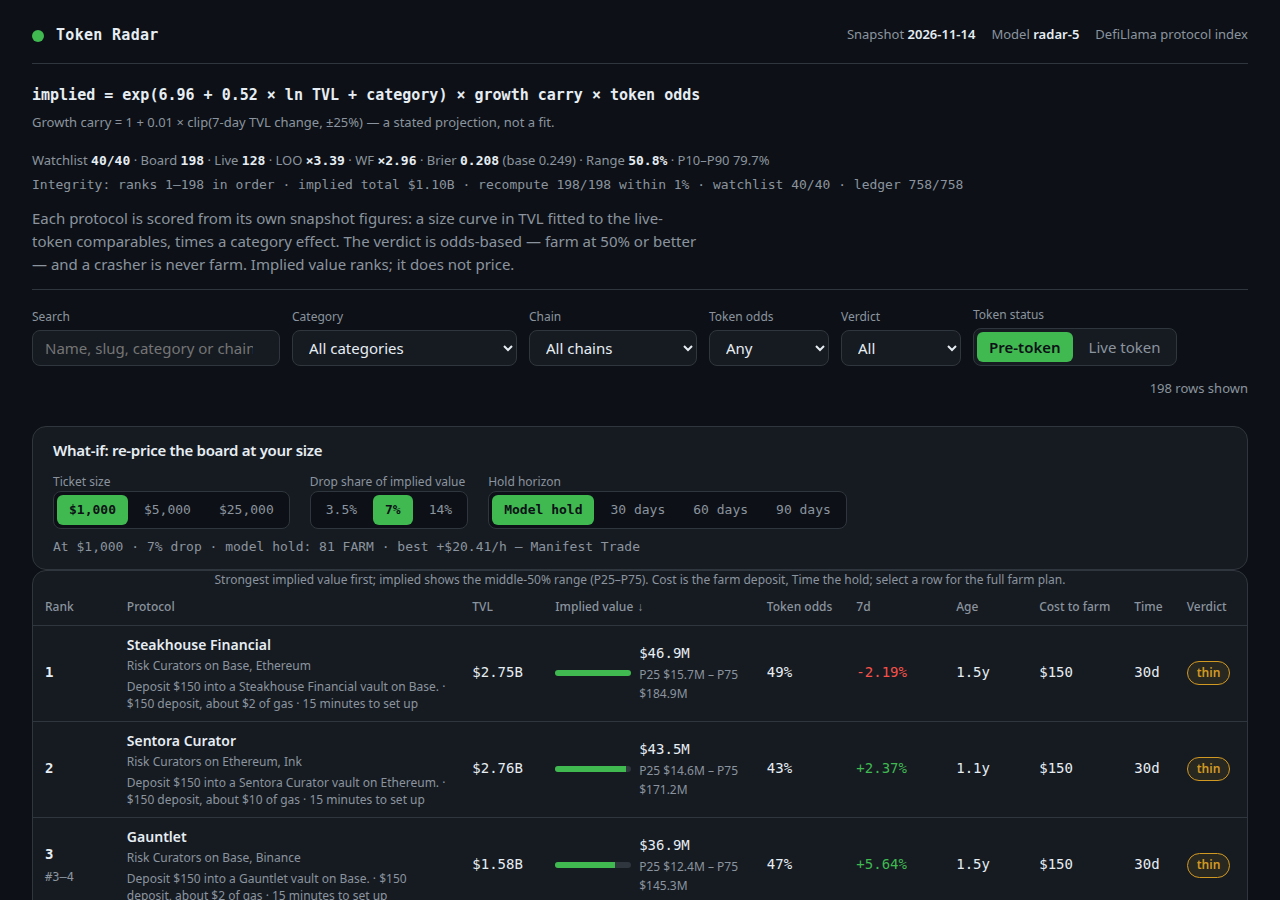 Token Radar
Snapshot 2026-11-14 Model radar-5 DefiLlama protocol index
implied = exp(6.96 + 0.52 × ln TVL + category) × growth carry × token odds
Growth carry = 1 + 0.01 × clip(7-day TVL change, ±25%) — a stated projection, not a fit.
Watchlist 40/40 · Board 198 · Live 128 · LOO ×3.39 · WF ×2.96 · Brier 0.208 (base 0.249) · Range 50.8% · P10–P90 79.7%
Integrity: ranks 1–198 in order · implied total $1.10B · recompute 198/198 within 1% · watchlist 40/40 · ledger 758/758
Each protocol is scored from its own snapshot figures: a size curve in TVL fitted to the live-
token comparables, times a category effect. The verdict is odds-based — farm at 50% or better
— and a crasher is never farm. Implied value ranks; it does not price.
Search Category Chain Token odds Verdict Token status
Name, slug, category or chain All categories All chains Any All Pre-token Live token
198 rows shown
What-if: re-price the board at your size
Ticket size Drop share of implied value Hold horizon
$1,000 $5,000 $25,000 3.5% 7% 14% Model hold 30 days 60 days 90 days
At $1,000 · 7% drop · model hold: 81 FARM · best +$20.41/h — Manifest Trade
Strongest implied value first; implied shows the middle-50% range (P25–P75). Cost is the farm deposit, Time the hold; select a row for the full farm plan.
Rank Protocol TVL Implied value ↓ Token odds 7d Age Cost to farm Time Verdict
Steakhouse Financial
Risk Curators on Base, Ethereum
Deposit $150 into a Steakhouse Financial vault on Base. ·
$150 deposit, about $2 of gas · 15 minutes to set up
1 $2.75B $46.9M
P25 $15.7M – P75
$184.9M
49% -2.19% 1.5y $150 30d thin
Sentora Curator
Risk Curators on Ethereum, Ink
Deposit $150 into a Sentora Curator vault on Ethereum. ·
$150 deposit, about $10 of gas · 15 minutes to set up
2 $2.76B $43.5M
P25 $14.6M – P75
$171.2M
43% +2.37% 1.1y $150 30d thin
Gauntlet
Risk Curators on Base, Binance
Deposit $150 into a Gauntlet vault on Base. · $150
deposit, about $2 of gas · 15 minutes to set up
3
#3–4
$1.58B $36.9M
P25 $12.4M – P75
$145.3M
47% +5.64% 1.5y $150 30d thin